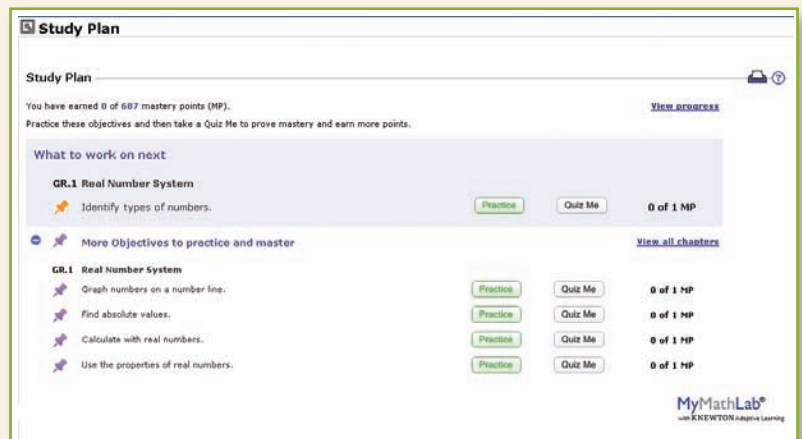 Study Plan
Study Plan
You have earned 0 of 687 mastery points (MP).
View progress
Practice these objectives and then take a Quiz Me to prove mastery and earn more points.
What to work on next
GR.1 Real Number System
Identify types of numbers. Practice Quiz Me 0 of 1 MP
More Objectives to practice and master View all chapters
GR.1 Real Number System
Graph numbers on a number line. Practice Quiz Me 0 of 1 MP
Find absolute values. Practice Quiz Me 0 of 1 MP
Calculate with real numbers. Practice Quiz Me 0 of 1 MP
Use the properties of real numbers. Practice Quiz Me 0 of 1 MP
MyMathLab®
with KNEWTON Adaptive Learning